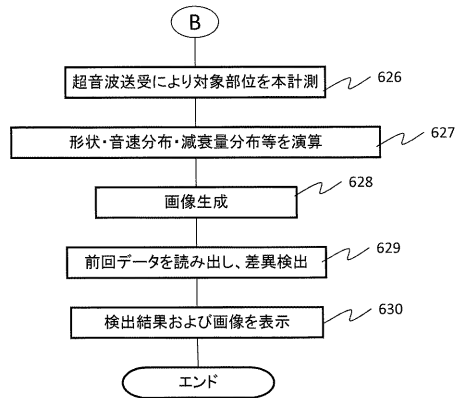 B
超音波送受により対象部位を本計測
626
形状・音速分布・減衰量分布等を演算
627
画像生成
628
前回データを読み出し、差異検出
629
検出結果および画像を表示
630
エンド